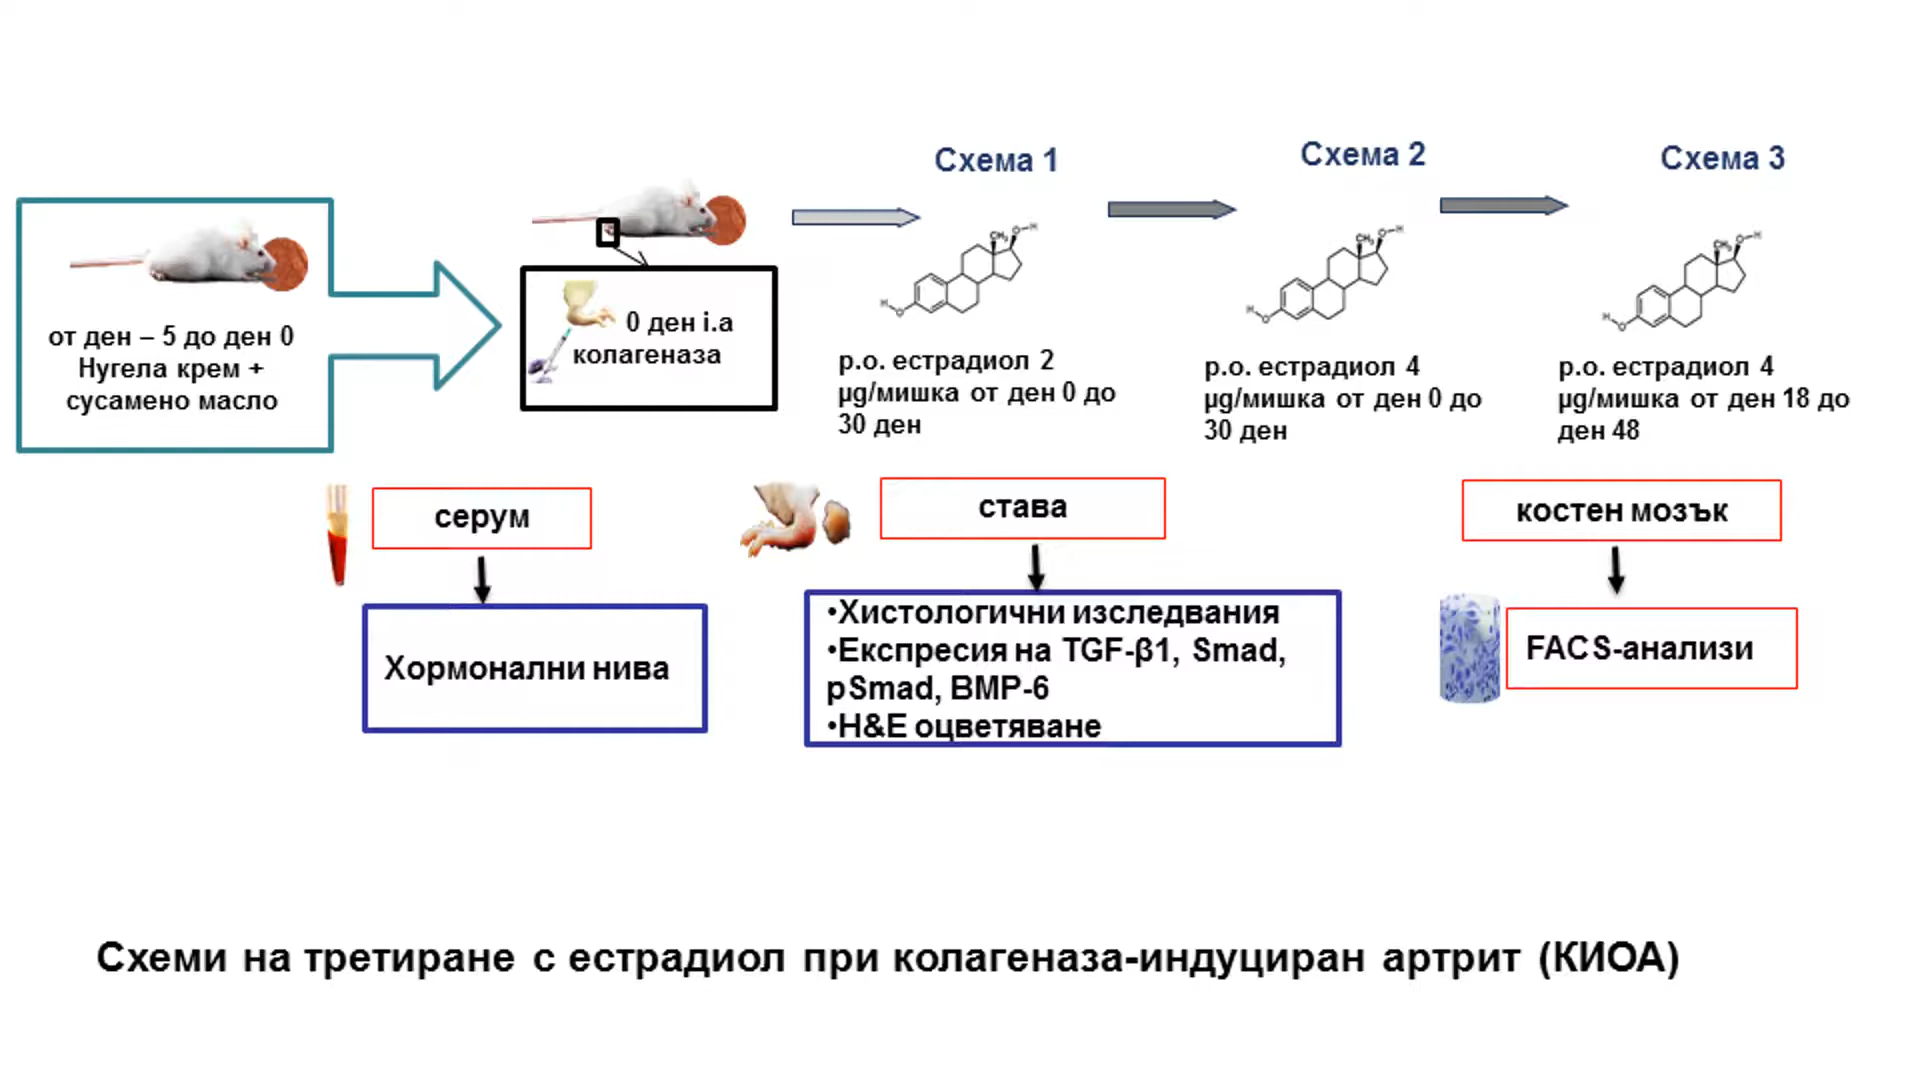 Схема 1
Схема 2
Схема 3
от ден – 5 до ден 0
Нугела крем +
сусамено масло
0 ден i.a
колагеназа
CH₃
O H
H O
р.о. естрадиол 2
µg/мишка от ден 0 до
30 ден
CH₃
O H
H O
р.о. естрадиол 4
µg/мишка от ден 0 до
30 ден
CH₃
O H
H O
р.о. естрадиол 4
µg/мишка от ден 18 до
ден 48
серум
става
костен мозък
Хормонални нива
•Хистологични изследвания
•Експресия на TGF-β1, Smad,
pSmad, BMP-6
•H&E оцветяване
FACS-анализи
Схеми на третиране с естрадиол при колагеназа-индуциран артрит (КИОА)